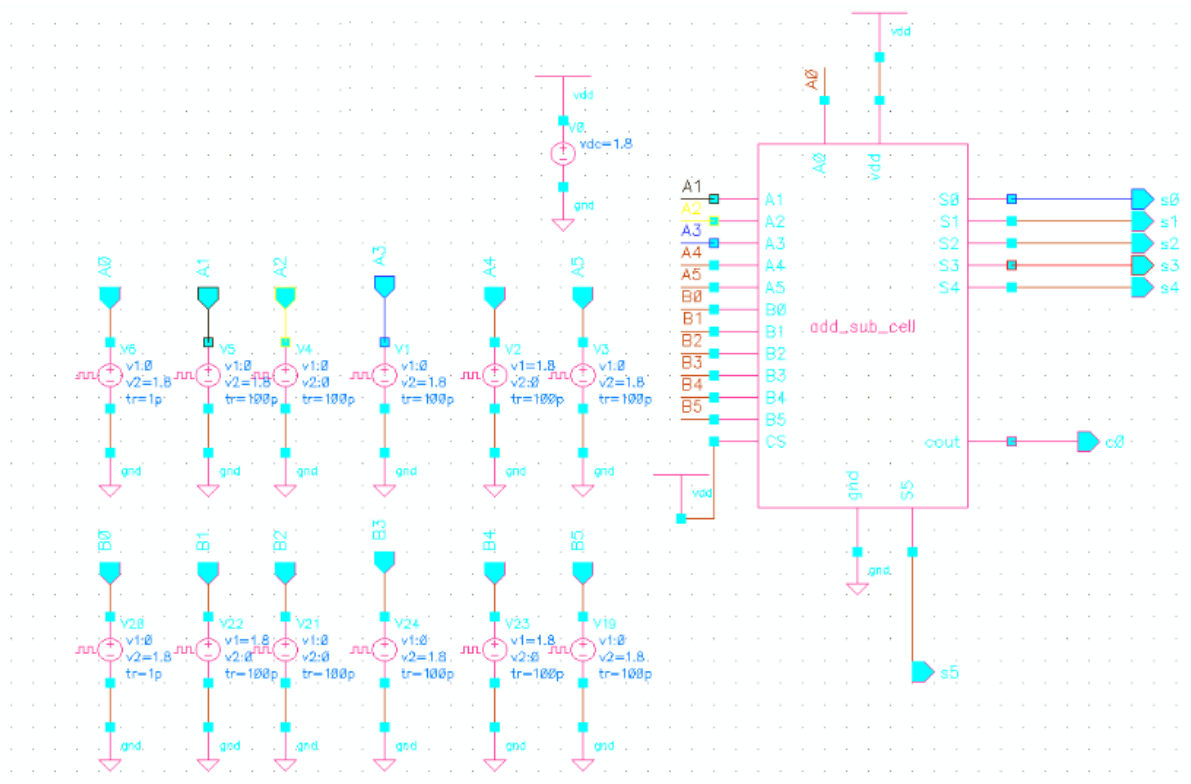 vdd
V0
vdc=1.8
gnd
A0
A1
A2
A3
A4
A5
V6
v1:0
v2=1.8
tr=1p
gnd
V5
v1:0
v2=1.8
tr=100p
gnd
V4
v1:0
v2:0
tr=100p
gnd
V1
v1:0
v2=1.8
tr=100p
gnd
V2
v1=1.8
v2:0
tr=100p
gnd
V3
v1:0
v2=1.8
tr=100p
gnd
B0
B1
B2
B3
B4
B5
V20
v1:0
v2=1.8
tr=1p
gnd
V22
v1=1.8
v2:0
tr=100p
gnd
V21
v1:0
v2:0
tr=100p
gnd
V24
v1:0
v2=1.8
tr=100p
gnd
V23
v1=1.8
v2:0
tr=100p
gnd
V19
v1:0
v2=1.8
tr=100p
gnd
vdd
A0
A0
vdd
A1
A2
A3
A4
A5
B0
B1
B2
B3
B4
B5
A1
A2
A3
A4
A5
B0
B1
B2
B3
B4
B5
CS
vdd
add_sub_cell
S0
S1
S2
S3
S4
cout
s0
s1
s2
s3
s4
c0
gnd
S5
gnd
s5